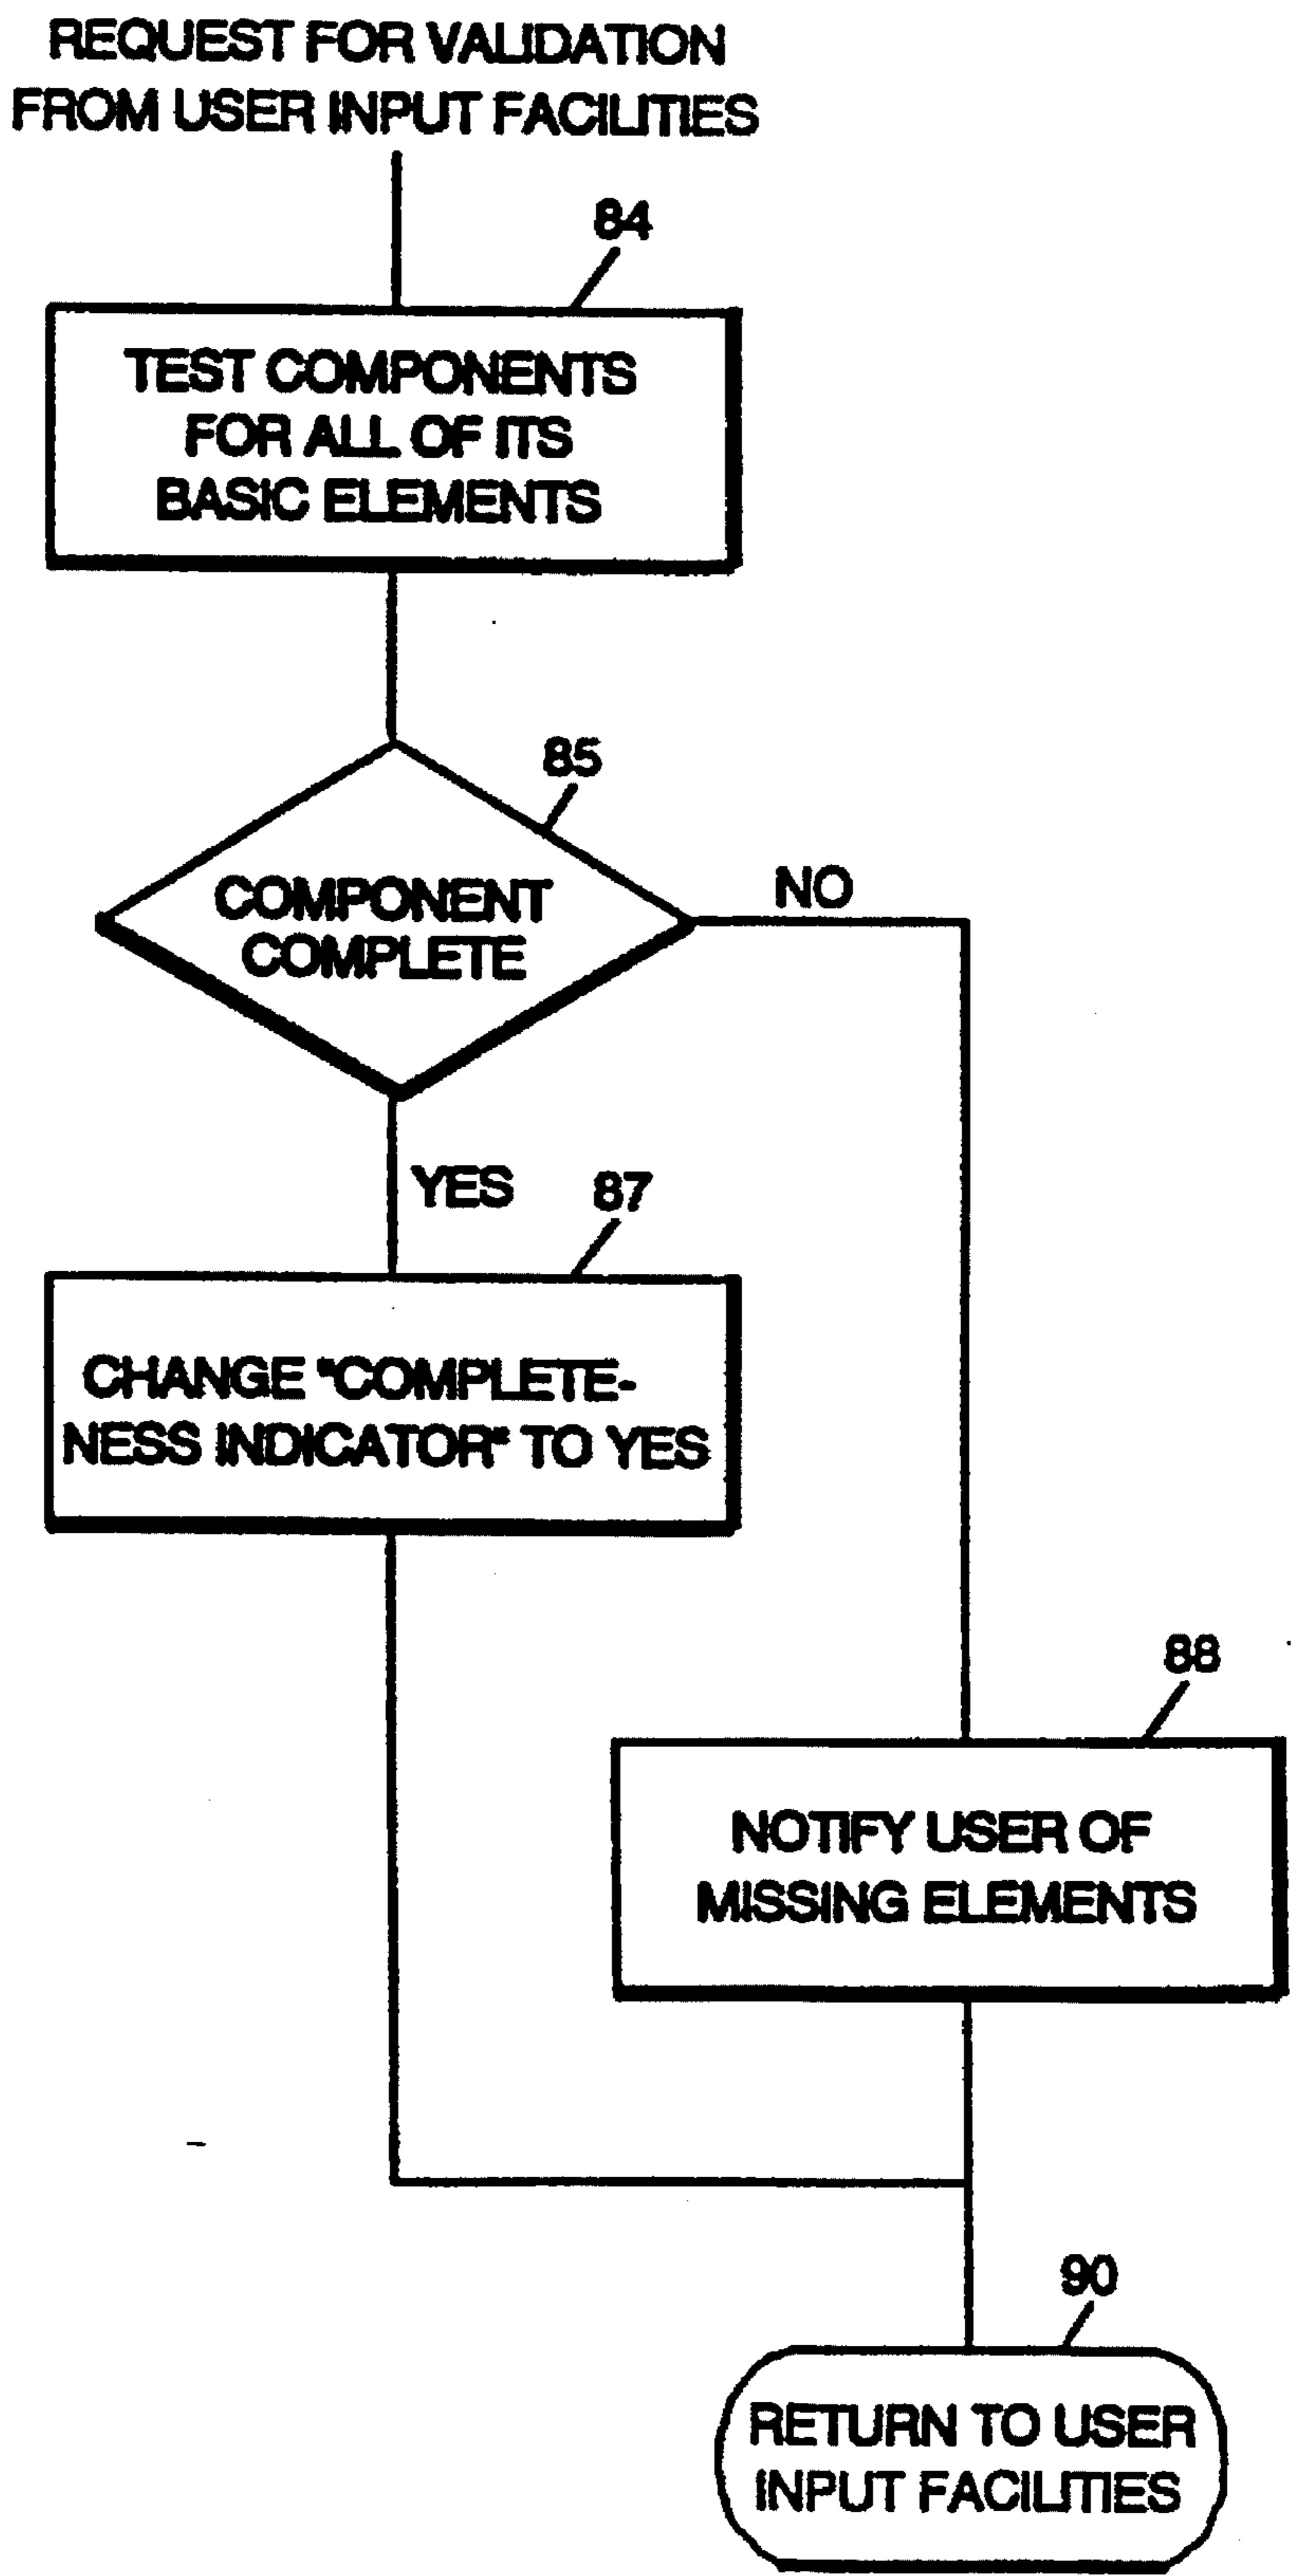 REQUEST FOR VALIDATION
FROM USER INPUT FACILITIES
84
TEST COMPONENTS
FOR ALL OF ITS
BASIC ELEMENTS
85
COMPONENT
COMPLETE
NO
YES
87
CHANGE "COMPLETE-
NESS INDICATOR" TO YES
88
NOTIFY USER OF
MISSING ELEMENTS
90
RETURN TO USER
INPUT FACILITIES